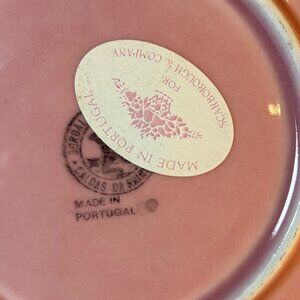 MADE IN PORTUGAL
FOR
SCARBOROUGH & COMPANY
CALDAS DA
MADE IN
PORTUGAL